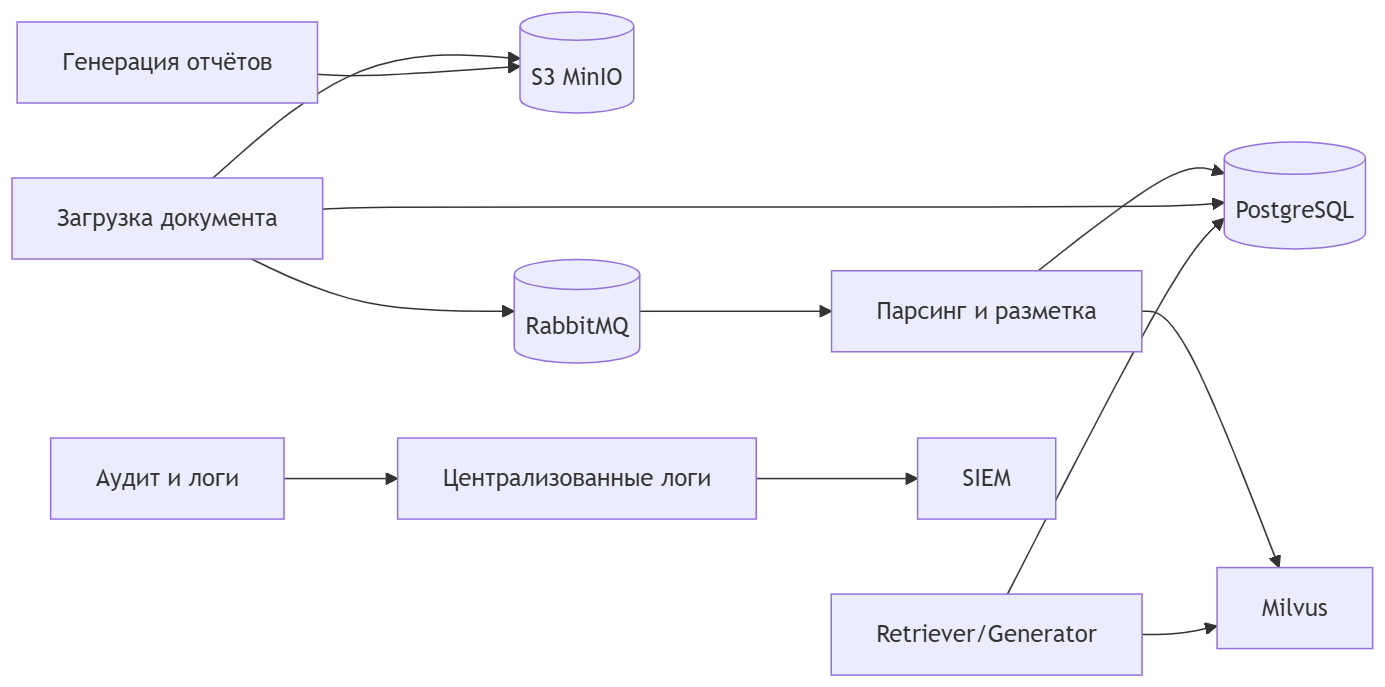 Генерация отчётов
S3 MinIO
Загрузка документа
PostgreSQL
RabbitMQ
Парсинг и разметка
Аудит и логи
Централизованные логи
SIEM
Retriever/Generator
Milvus